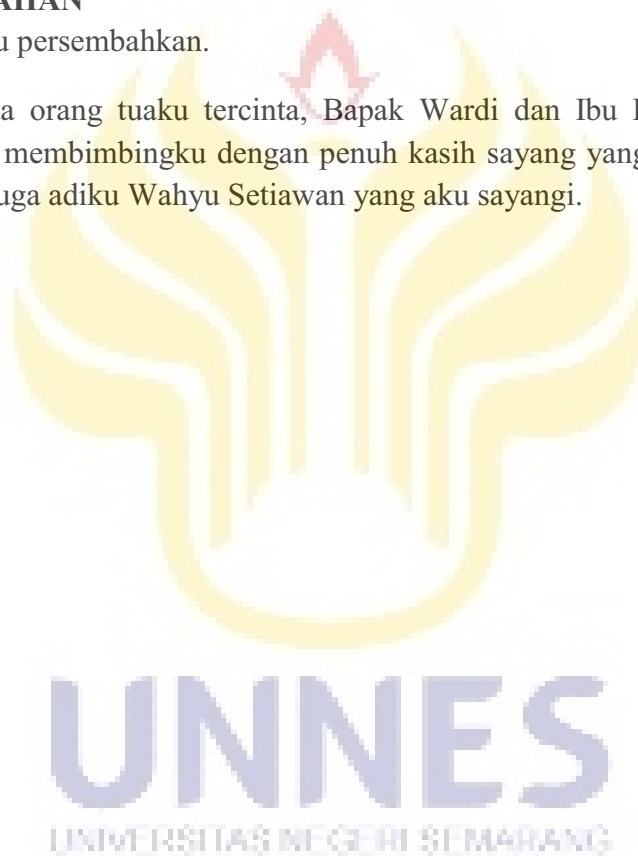 u persembahkan.
a orang tuaku tercinta, Bapak Wardi dan Ibu
membimbingku dengan penuh kasih sayang yang
uga adiku Wahyu Setiawan yang aku sayangi.
UNNES
UNIVERSITAS NEGERI SEMARANG